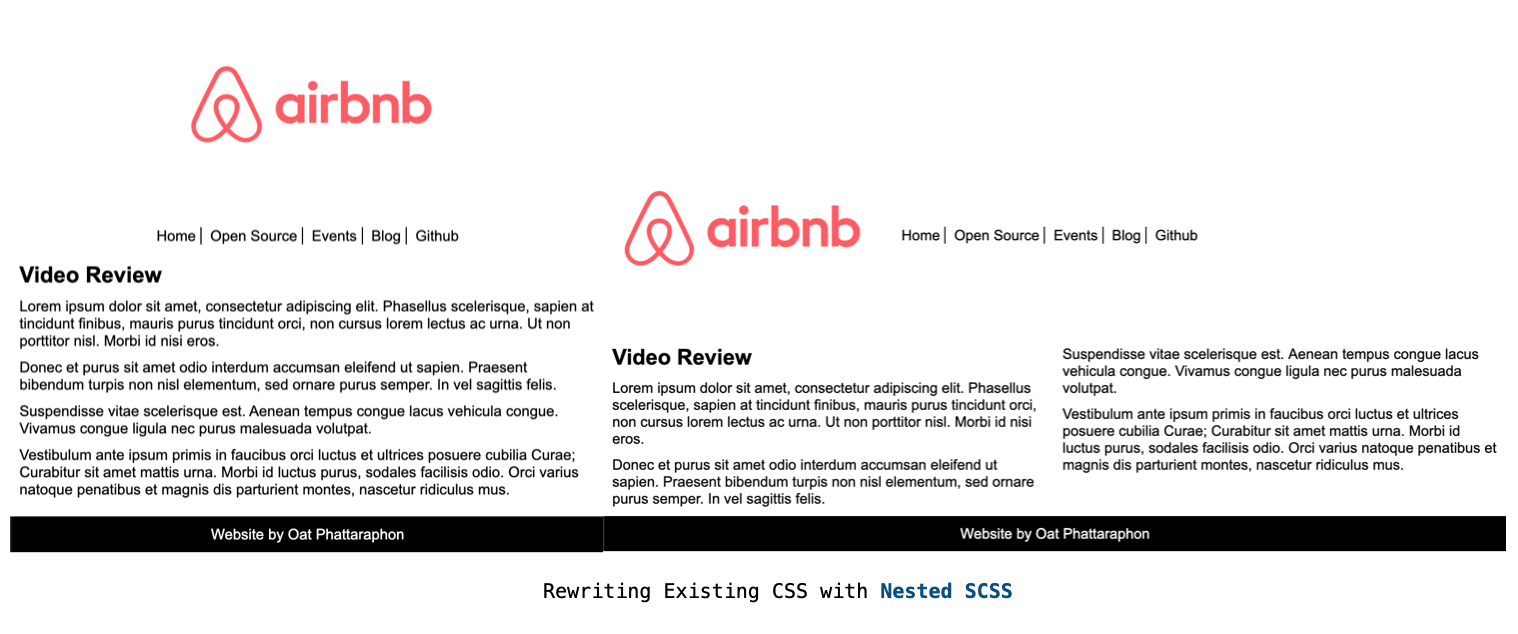 airbnb
Home
Open Source
Events
Blog
Github
Video Review
Lorem ipsum dolor sit amet, consectetur adipiscing elit. Phasellus scelerisque, sapien at
tincidunt finibus, mauris purus tincidunt orci, non cursus lorem lectus ac urna. Ut non
porttitor nisl. Morbi id nisi eros.
Donec et purus sit amet odio interdum accumsan eleifend ut sapien. Praesent
bibendum turpis non nisl elementum, sed ornare purus semper. In vel sagittis felis.
Suspendisse vitae scelerisque est. Aenean tempus congue lacus vehicula congue.
Vivamus congue ligula nec purus malesuada volutpat.
Vestibulum ante ipsum primis in faucibus orci luctus et ultrices posuere cubilia Curae;
Curabitur sit amet mattis urna. Morbi id luctus purus, sodales facilisis odio. Orci varius
natoque penatibus et magnis dis parturient montes, nascetur ridiculus mus.
Website by Oat Phattaraphon
airbnb
Home
Open Source
Events
Blog
Github
Video Review
Lorem ipsum dolor sit amet, consectetur adipiscing elit. Phasellus
scelerisque, sapien at tincidunt finibus, mauris purus tincidunt orci,
non cursus lorem lectus ac urna. Ut non porttitor nisl. Morbi id nisi
eros.
Donec et purus sit amet odio interdum accumsan eleifend ut
sapien. Praesent bibendum turpis non nisl elementum, sed ornare
purus semper. In vel sagittis felis.
Suspendisse vitae scelerisque est. Aenean tempus congue lacus
vehicula congue. Vivamus congue ligula nec purus malesuada
volutpat.
Vestibulum ante ipsum primis in faucibus orci luctus et ultrices
posuere cubilia Curae; Curabitur sit amet mattis urna. Morbi id
luctus purus, sodales facilisis odio. Orci varius natoque penatibus et
magnis dis parturient montes, nascetur ridiculus mus.
Website by Oat Phattaraphon
Rewriting Existing CSS with Nested SCSS